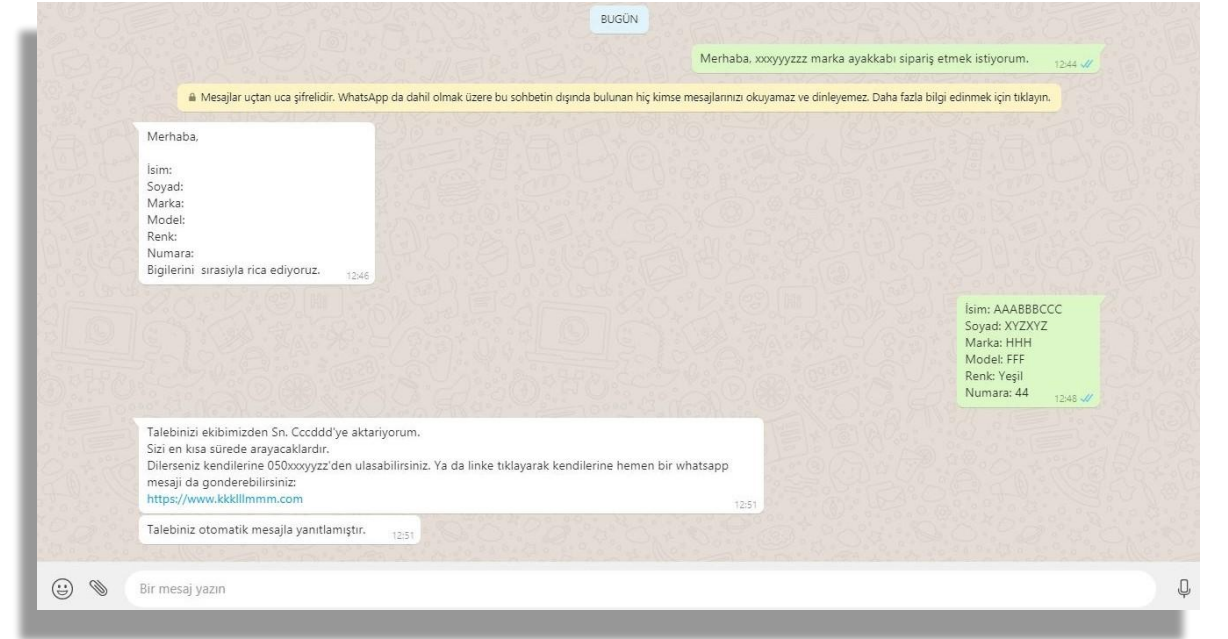 BUGÜN
Merhaba, xxxyyyzzz marka ayakkabı sipariş etmek istiyorum. 12:44
Mesajlar uçtan uca şifrelidir. WhatsApp da dahil olmak üzere bu sohbetin dışında bulunan hiç kimse mesajlarınızı okuyamaz ve dinleyemez. Daha fazla bilgi edinmek için tıklayın.
Merhaba,
İsim:
Soyad:
Marka:
Model:
Renk:
Numara:
Bigilerini sırasiyla rica ediyoruz. 12:46
İsim: AAABBBCCC
Soyad: XYZXYZ
Marka: HHH
Model: FFF
Renk: Yeşil
Numara: 44 12:48
Talebinizi ekibimizden Sn. Cccddd'ye aktariyorum.
Sizi en kısa sürede arayacaklardır.
Dilerseniz kendilerine 050xxxyyzz'den ulasabilirsiniz. Ya da linke tıklayarak kendilerine hemen bir whatsapp
mesaji da gonderebilirsiniz:
https://www.kkklllmmm.com 12:51
Talebiniz otomatik mesajla yanıtlamıştır. 12:51
Bir mesaj yazın